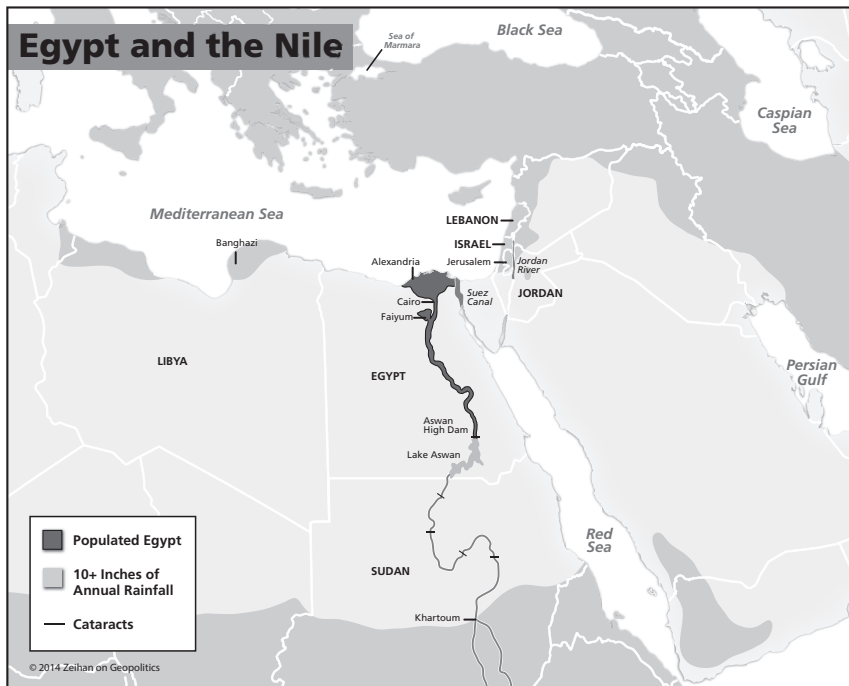 Egypt and the Nile
Sea of
Marmara
Black Sea
Caspian
Sea
Mediterranean Sea
Banghazi
LEBANON
ISRAEL
Jerusalem
Jordan
River
Alexandria
Cairo
Faiyum
Suez
Canal
JORDAN
LIBYA
EGYPT
Persian
Gulf
Aswan
High Dam
Lake Aswan
Red
Sea
SUDAN
Khartoum
Populated Egypt
10+ Inches of
Annual Rainfall
Cataracts
© 2014 Zeihan on Geopolitics